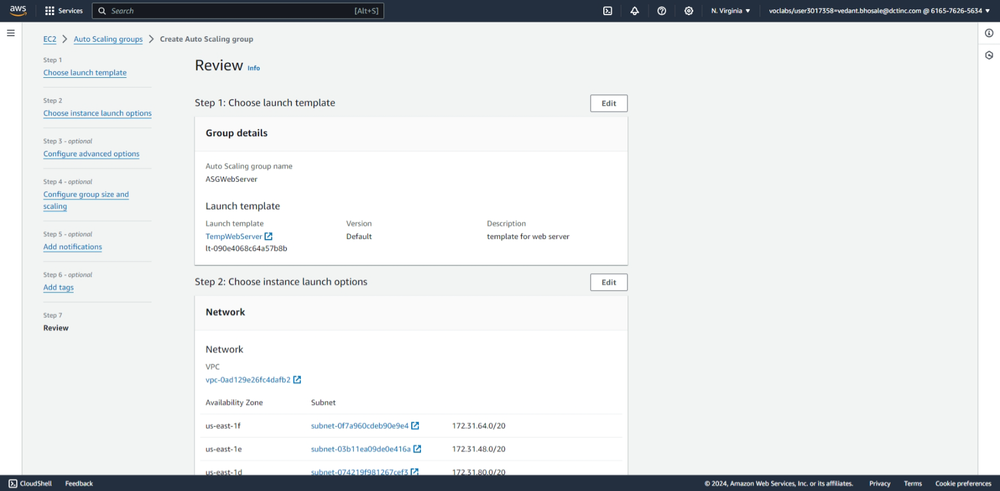 aws
Services
Search
[Alt+S]
N. Virginia
voclabs/user3017358=vedant.bhosale@dctinc.com @ 6165-7626-5634
EC2
Auto Scaling groups
Create Auto Scaling group
Step 1
Choose launch template
Step 2
Choose instance launch options
Step 3 - optional
Configure advanced options
Step 4 - optional
Configure group size and
scaling
Step 5 - optional
Add notifications
Step 6 - optional
Add tags
Step 7
Review
Review Info
Step 1: Choose launch template
Edit
Group details
Auto Scaling group name
ASGWebServer
Launch template
Launch template Version Description
TempWebServer Default template for web server
lt-090e4068c64a57b8b
Step 2: Choose instance launch options
Edit
Network
Network
VPC
vpc-0ad129e26fc4dafb2
Availability Zone Subnet
us-east-1f subnet-0f7a960cdeb90e9e4 172.31.64.0/20
us-east-1e subnet-03b11ea09de0e416a 172.31.48.0/20
us-east-1d subnet-074219f981267cef3 172.31.80.0/20
CloudShell Feedback
© 2024, Amazon Web Services, Inc. or its affiliates. Privacy Terms Cookie preferences